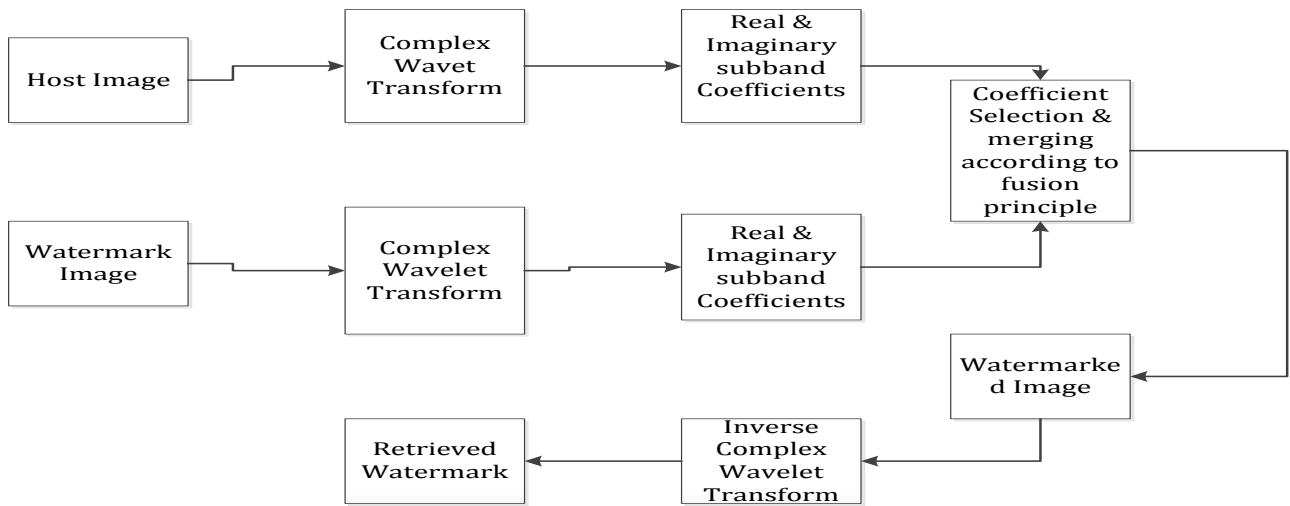 Host Image
Complex
Wavet
Transform
Real &
Imaginary
subband
Coefficients
Coefficient
Selection &
merging
according to
fusion
principle
Watermark
Image
Complex
Wavelet
Transform
Real &
Imaginary
subband
Coefficients
Watermarke
d Image
Inverse
Complex
Wavelet
Transform
Retrieved
Watermark